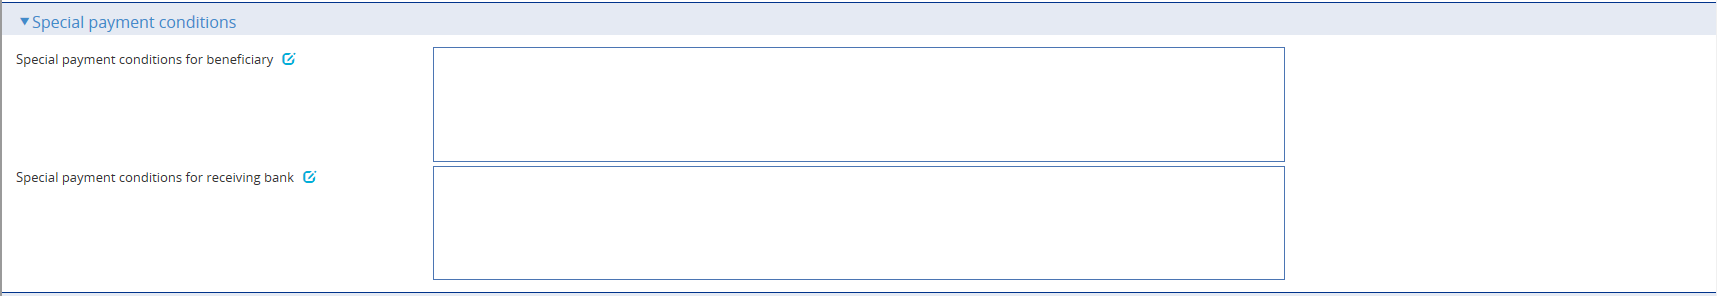 Special payment conditions
Special payment conditions for beneficiary
Special payment conditions for receiving bank